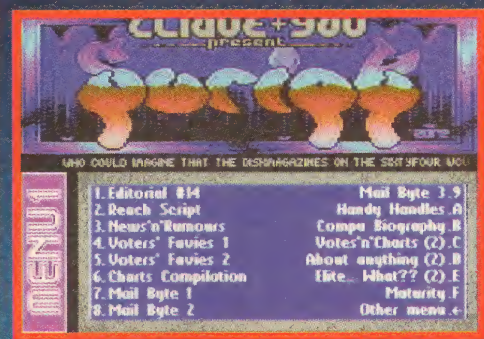 CLIQUE+YOU
present
WHO COULD IMAGINE THAT THE DISKMAGAZINES ON THE SIXTYFOUR WOU
MENU 1
1. Editorial #14
2. Reach Script
3. News'n'Rumours
4. Voters' Favies 1
5. Voters' Favies 2
6. Charts Compilation
7. Mail Byte 1
8. Mail Byte 2
Mail Byte 3.9
Handy Handles.A
Compu Biography.B
Votes'n'Charts (2).C
About anything (2).D
Elite... What?? (2).E
Maturity.F
Other menu.←